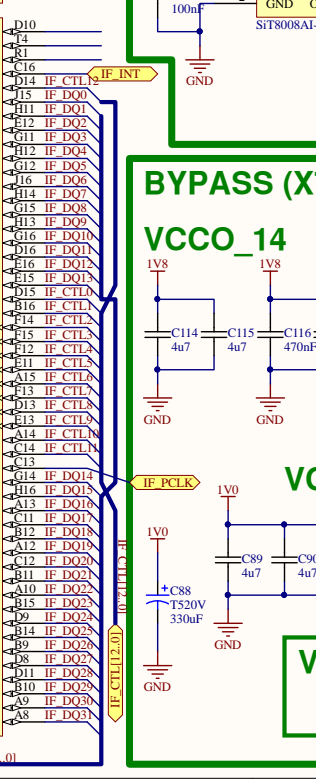 100nF
GND
SiT8008AI-
GND
D10
T4
R1
C16
IF_INT
D14 IF_CTL12
J15 IF_DQ0
H11 IF_DQ1
E12 IF_DQ2
G11 IF_DQ3
H12 IF_DQ4
G12 IF_DQ5
J16 IF_DQ6
H14 IF_DQ7
G15 IF_DQ8
H13 IF_DQ9
G16 IF_DQ10
D16 IF_DQ11
E16 IF_DQ12
E15 IF_DQ13
D15 IF_CTL0
B16 IF_CTL1
F14 IF_CTL2
F15 IF_CTL3
F12 IF_CTL4
E11 IF_CTL5
A15 IF_CTL6
F13 IF_CTL7
D13 IF_CTL8
E13 IF_CTL9
A14 IF_CTL10
C14 IF_CTL11
C13
G14 IF_DQ14
H16 IF_DQ15
A13 IF_DQ16
C11 IF_DQ17
B12 IF_DQ18
A12 IF_DQ19
C12 IF_DQ20
B11 IF_DQ21
A10 IF_DQ22
B15 IF_DQ23
D9 IF_DQ24
B14 IF_DQ25
B9 IF_DQ26
D8 IF_DQ27
D11 IF_DQ28
B10 IF_DQ29
A9 IF_DQ30
A8 IF_DQ31
IF_PCLK
IF_CTL[12..0]
IF_CTL[12..0]
..0]
BYPASS (X
VCCO_14
1V8
1V8
C114
4u7
C115
4u7
C116
470nF
GND
GND
VC
1V0
1V0
C88
T520V
330uF
C89
4u7
C90
4u7
GND
GND
V